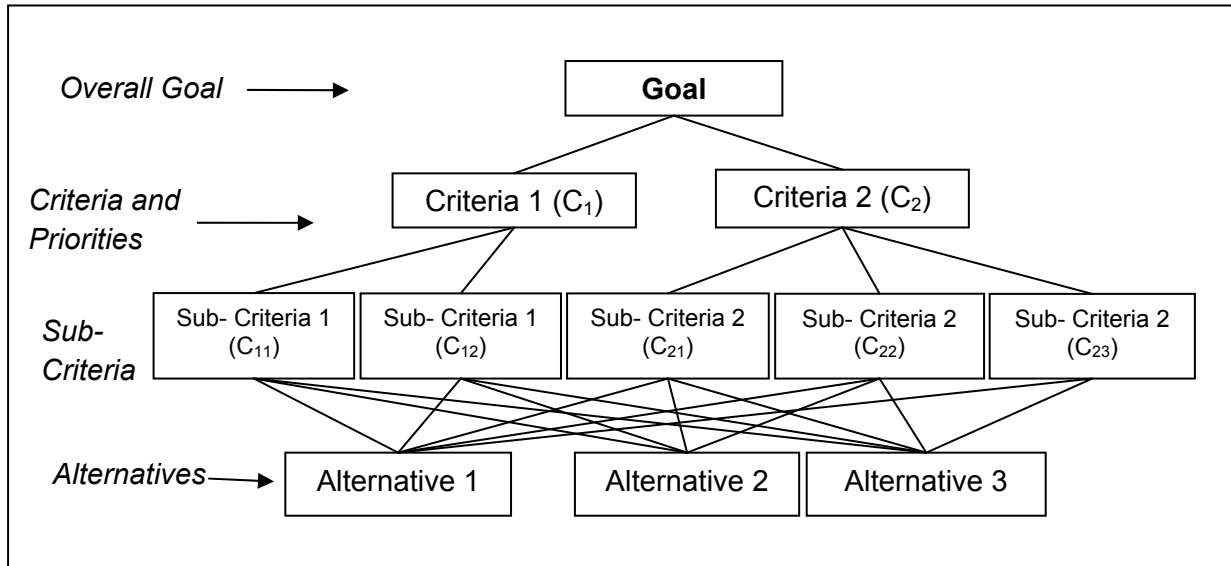 Overall Goal
Goal
Criteria and
Priorities
Criteria 1 (C₁)
Criteria 2 (C₂)
Sub-
Criteria
Sub- Criteria 1
(C₁₁)
Sub- Criteria 1
(C₁₂)
Sub- Criteria 2
(C₂₁)
Sub- Criteria 2
(C₂₂)
Sub- Criteria 2
(C₂₃)
Alternatives
Alternative 1
Alternative 2
Alternative 3